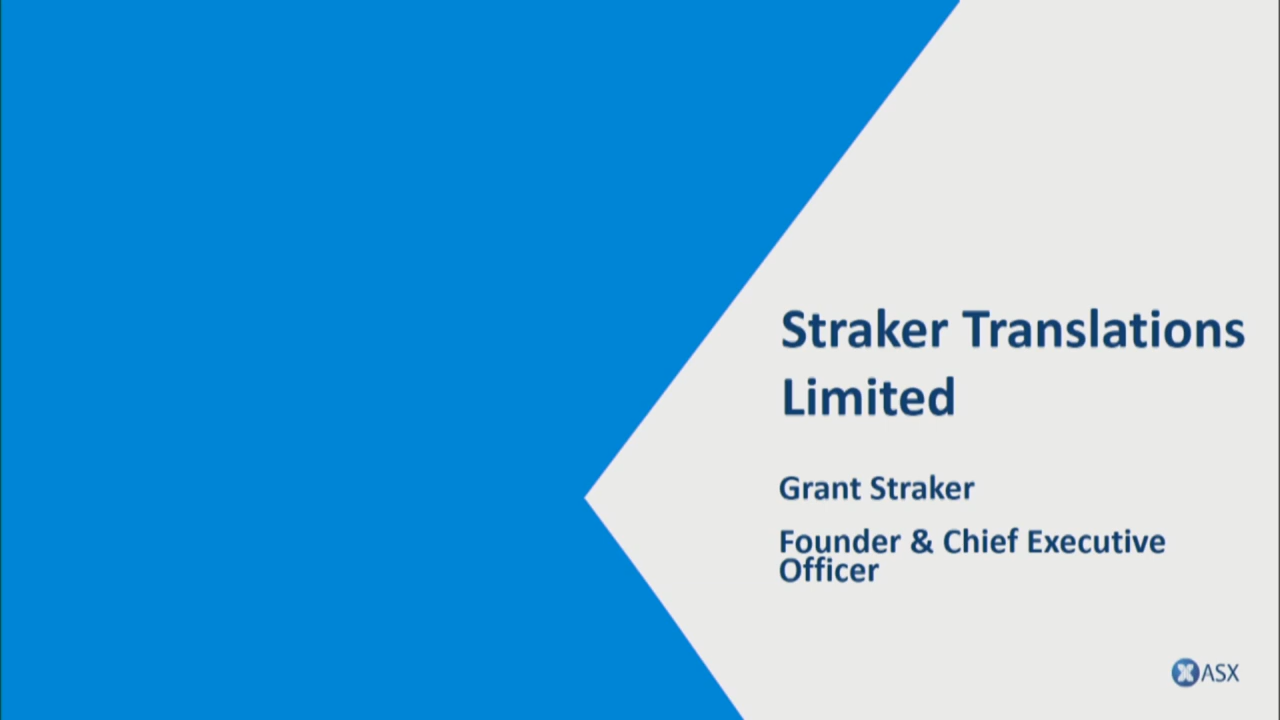 Straker Translations
Limited
Grant Straker
Founder & Chief Executive
Officer
ASX